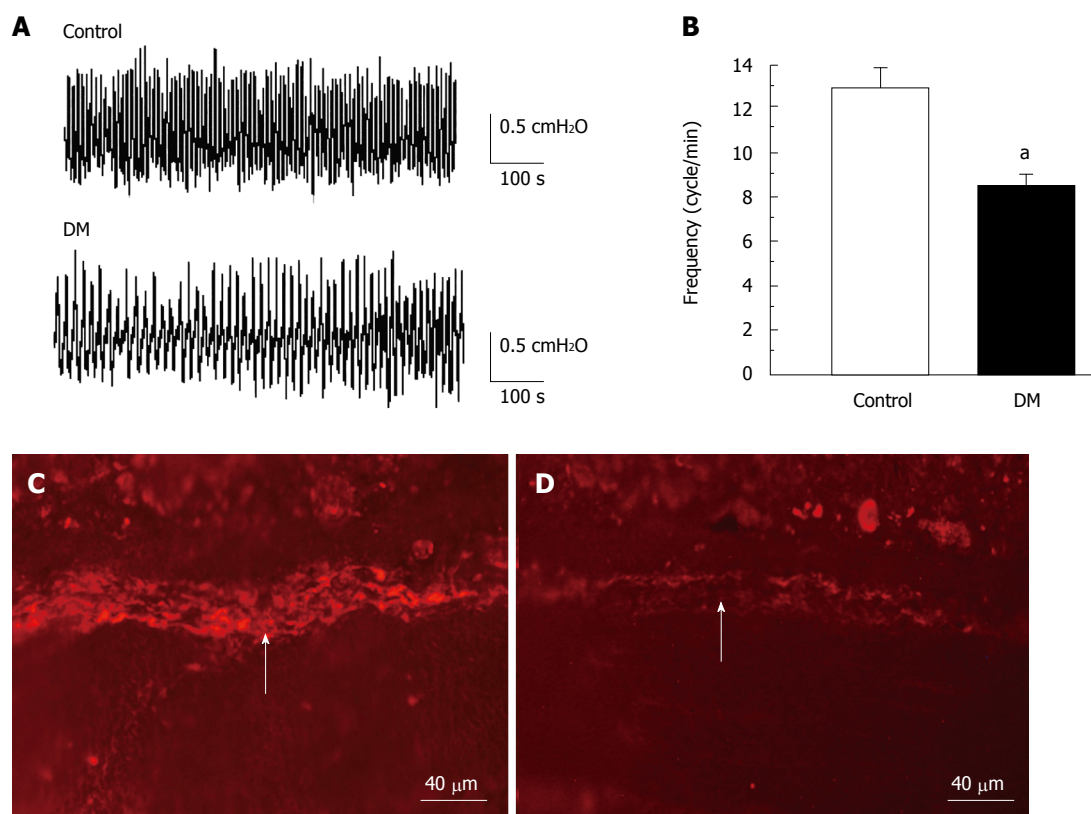 A
Control
0.5 cmH₂O
100 s
DM
0.5 cmH₂O
100 s
B
Frequency (cycle/min)
14
12
10
8
6
4
2
0
a
Control
DM
C
40 μm
D
40 μm